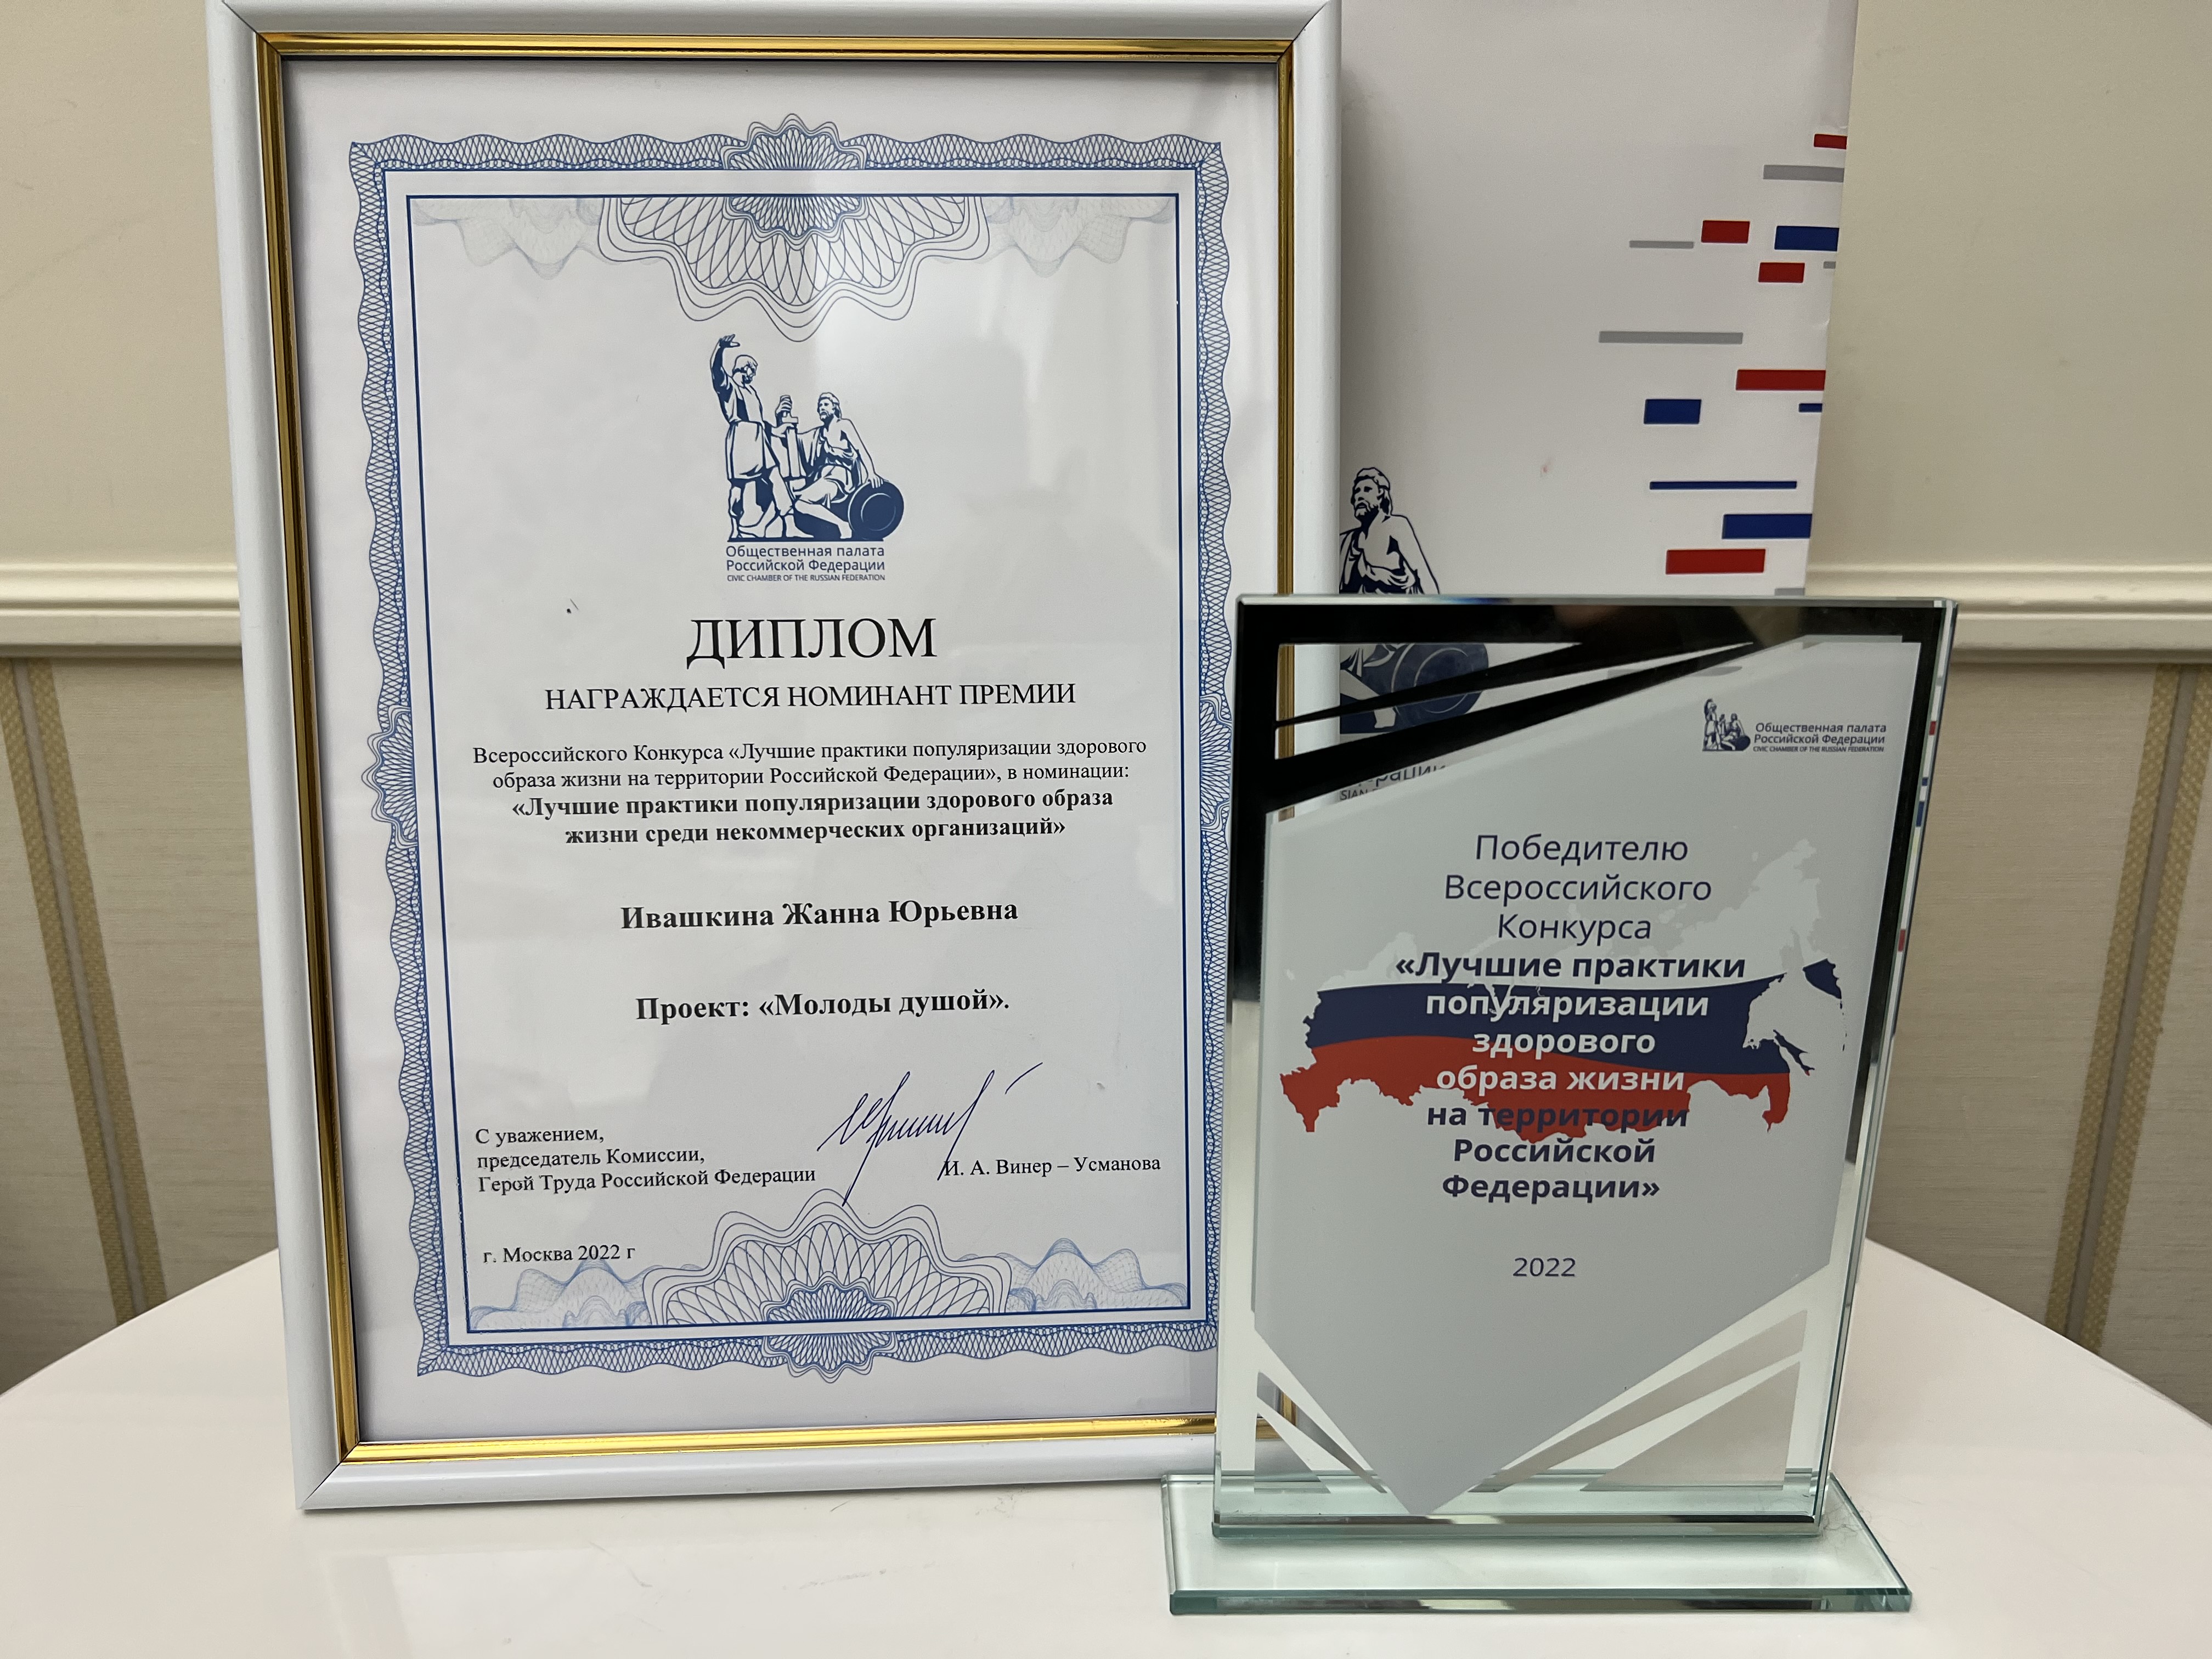 Общественная палата
Российской Федерации
CIVIC CHAMBER OF THE RUSSIAN FEDERATION
ДИПЛОМ
НАГРАЖДАЕТСЯ НОМИНАНТ ПРЕМИИ
Всероссийского Конкурса «Лучшие практики популяризации здорового
образа жизни на территории Российской Федерации», в номинации:
«Лучшие практики популяризации здорового образа
жизни среди некоммерческих организаций»
Ивашкина Жанна Юрьевна
Проект: «Молоды душой».
С уважением,
председатель Комиссии,
Герой Труда Российской Федерации
И. А. Винер – Усманова
г. Москва 2022 г
Общественная палата
Российской Федерации
CIVIC CHAMBER OF THE RUSSIAN FEDERATION
Победителю
Всероссийского
Конкурса
«Лучшие практики
популяризации
здорового
образа жизни
на территории
Российской
Федерации»
2022